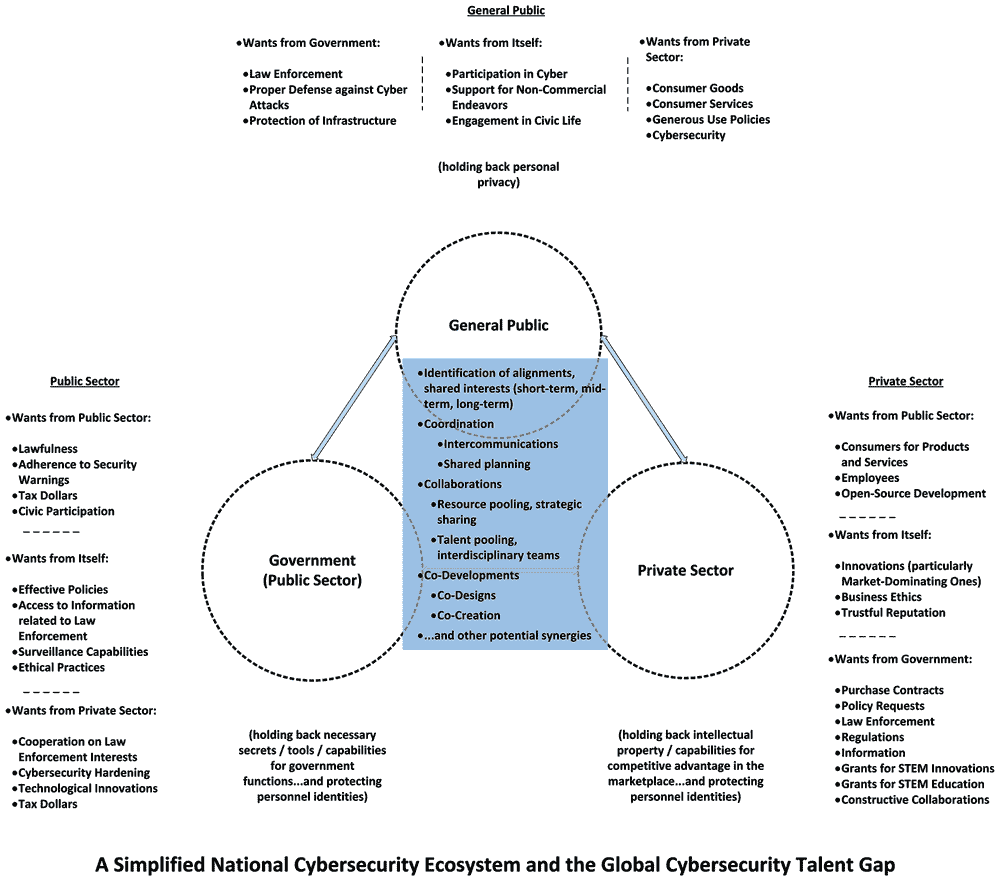 General Public
•Wants from Government:
•Law Enforcement
•Proper Defense against Cyber
Attacks
•Protection of Infrastructure
•Wants from Itself:
•Participation in Cyber
•Support for Non-Commercial
Endeavors
•Engagement in Civic Life
•Wants from Private
Sector:
•Consumer Goods
•Consumer Services
•Generous Use Policies
•Cybersecurity
(holding back personal
privacy)
General Public
•Identification of alignments,
shared interests (short-term, mid-
term, long-term)
•Coordination
•Intercommunications
•Shared planning
•Collaborations
•Resource pooling, strategic
sharing
•Talent pooling,
interdisciplinary teams
•Co-Developments
•Co-Designs
•Co-Creation
•...and other potential synergies
Government
(Public Sector)
Private Sector
Public Sector
•Wants from Public Sector:
•Lawfulness
•Adherence to Security
Warnings
•Tax Dollars
•Civic Participation
•Wants from Itself:
•Effective Policies
•Access to Information
related to Law
Enforcement
•Surveillance Capabilities
•Ethical Practices
•Wants from Private Sector:
•Cooperation on Law
Enforcement Interests
•Cybersecurity Hardening
•Technological Innovations
•Tax Dollars
Private Sector
•Wants from Public Sector:
•Consumers for Products
and Services
•Employees
•Open-Source Development
•Wants from Itself:
•Innovations (particularly
Market-Dominating Ones)
•Business Ethics
•Trustful Reputation
•Wants from Government:
•Purchase Contracts
•Policy Requests
•Law Enforcement
•Regulations
•Information
•Grants for STEM Innovations
•Grants for STEM Education
•Constructive Collaborations
(holding back necessary
secrets / tools / capabilities
for government
functions...and protecting
personnel identities)
(holding back intellectual
property / capabilities for
competitive advantage in the
marketplace...and protecting
personnel identities)
A Simplified National Cybersecurity Ecosystem and the Global Cybersecurity Talent Gap